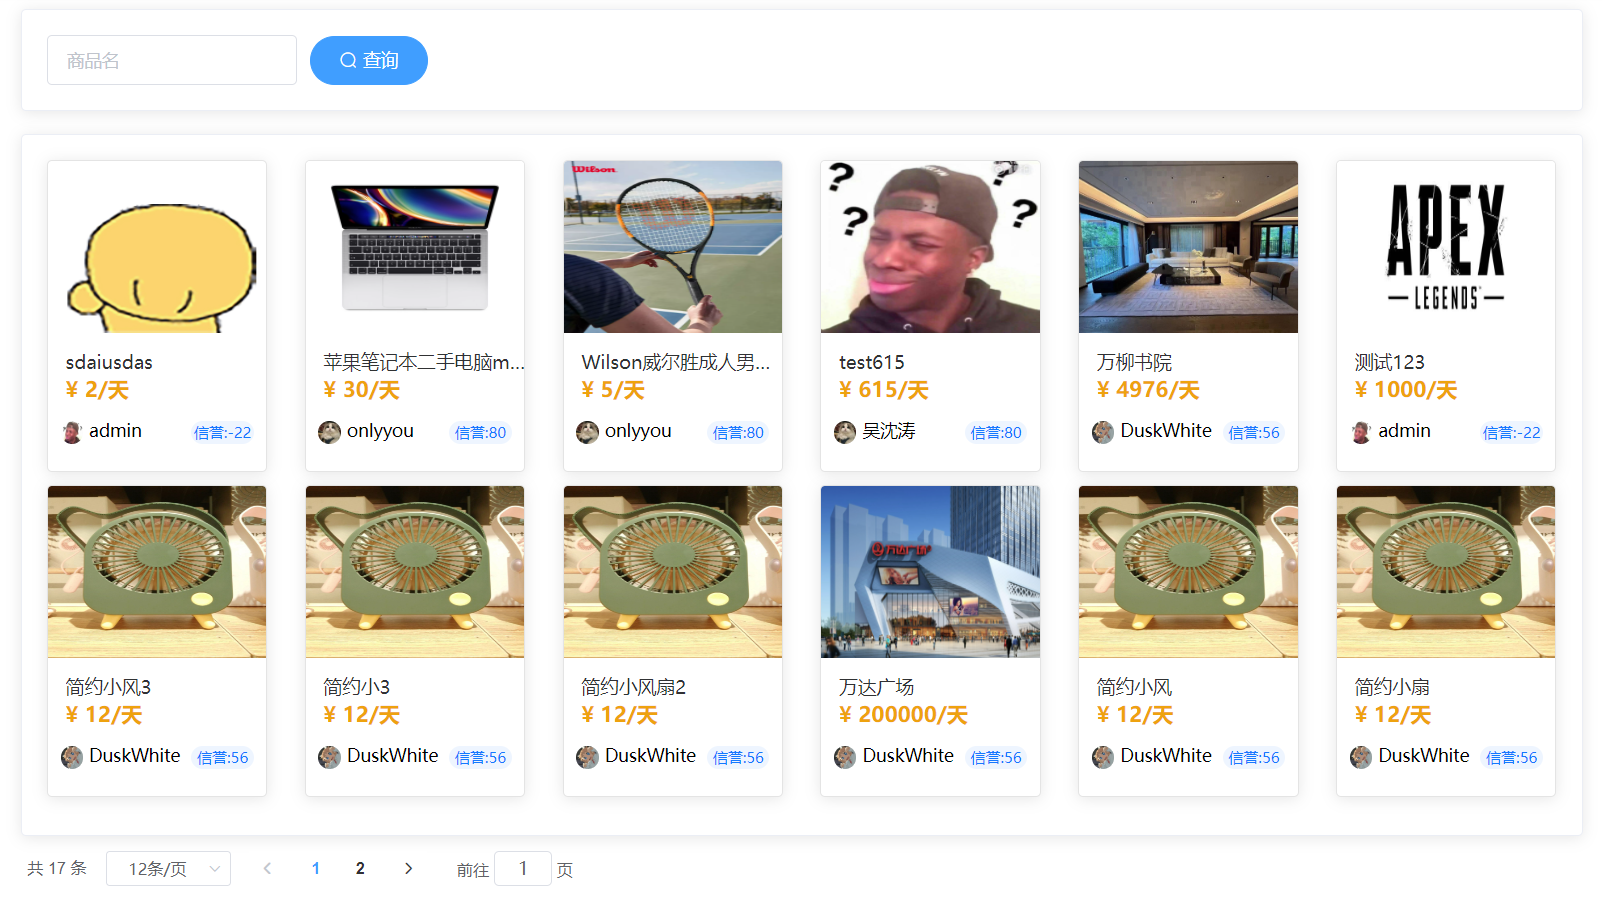 商品名
查询
Wilson
? ? ? ?
APEX
LEGENDS
sdaiusdas
苹果笔记本二手电脑m...
Wilson威尔胜成人男...
test615
万柳书院
测试123
¥ 2/天
¥ 30/天
¥ 5/天
¥ 615/天
¥ 4976/天
¥ 1000/天
admin 信誉:-22
onlyyou 信誉:80
onlyyou 信誉:80
吴沈涛 信誉:80
DuskWhite 信誉:56
admin 信誉:-22
万达广场
简约小风3
简约小3
简约小风扇2
万达广场
简约小风
简约小扇
¥ 12/天
¥ 12/天
¥ 12/天
¥ 200000/天
¥ 12/天
¥ 12/天
DuskWhite 信誉:56
DuskWhite 信誉:56
DuskWhite 信誉:56
DuskWhite 信誉:56
DuskWhite 信誉:56
DuskWhite 信誉:56
共 17 条 12条/页 1 2 前往 1 页